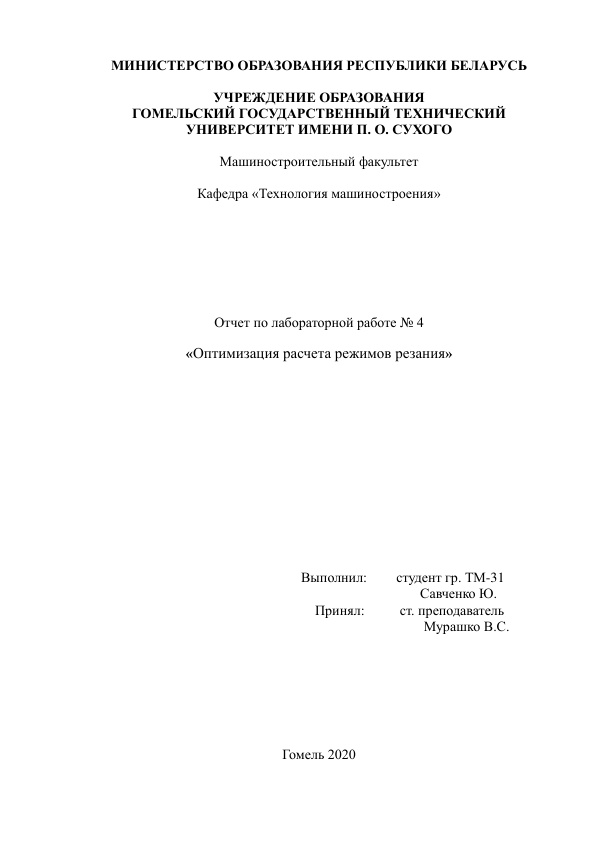 МИНИСТЕРСТВО ОБРАЗОВАНИЯ РЕСПУБЛИКИ БЕЛАРУСЬ
УЧРЕЖДЕНИЕ ОБРАЗОВАНИЯ
ГОМЕЛЬСКИЙ ГОСУДАРСТВЕННЫЙ ТЕХНИЧЕСКИЙ
УНИВЕРСИТЕТ ИМЕНИ П. О. СУХОГО
Машиностроительный факультет
Кафедра «Технология машиностроения»
Отчет по лабораторной работе № 4
«Оптимизация расчета режимов резания»
Выполнил: студент гр. ТМ-31
Савченко Ю.
Принял: ст. преподаватель
Мурашко В.С.
Гомель 2020